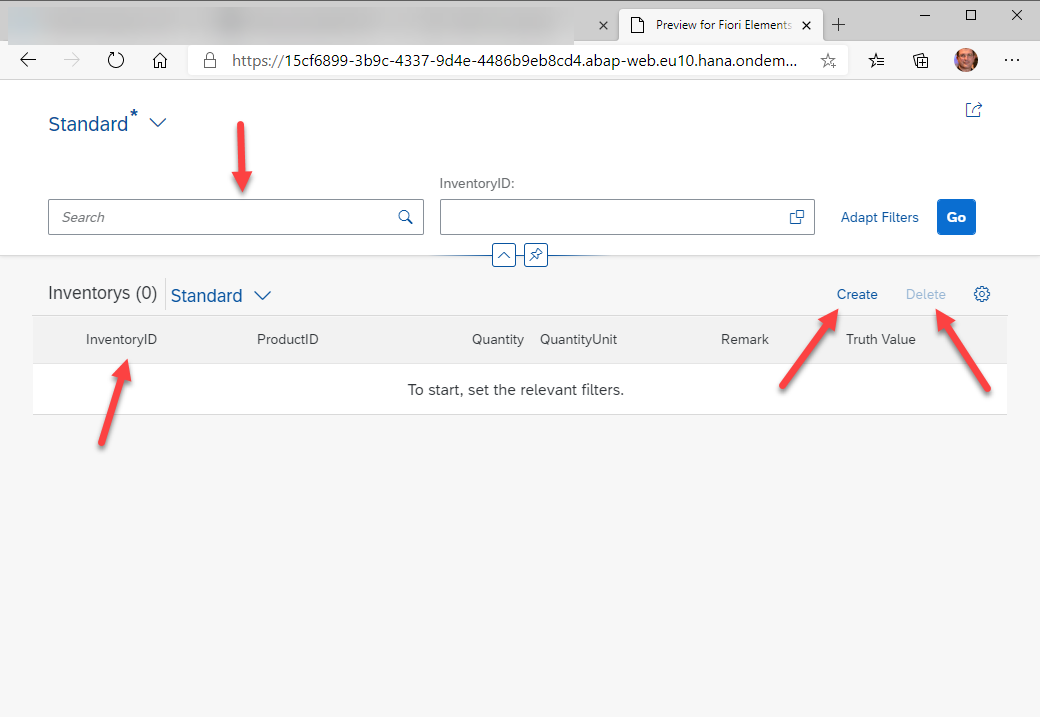 Preview for Fiori Elements
https://15cf6899-3b9c-4337-9d4e-4486b9eb8cd4.abap-web.eu10.hana.ondem...
Standard*
InventoryID:
Search
Adapt Filters
Go
Inventorys (0) Standard
Create Delete
InventoryID ProductID Quantity QuantityUnit Remark Truth Value
To start, set the relevant filters.